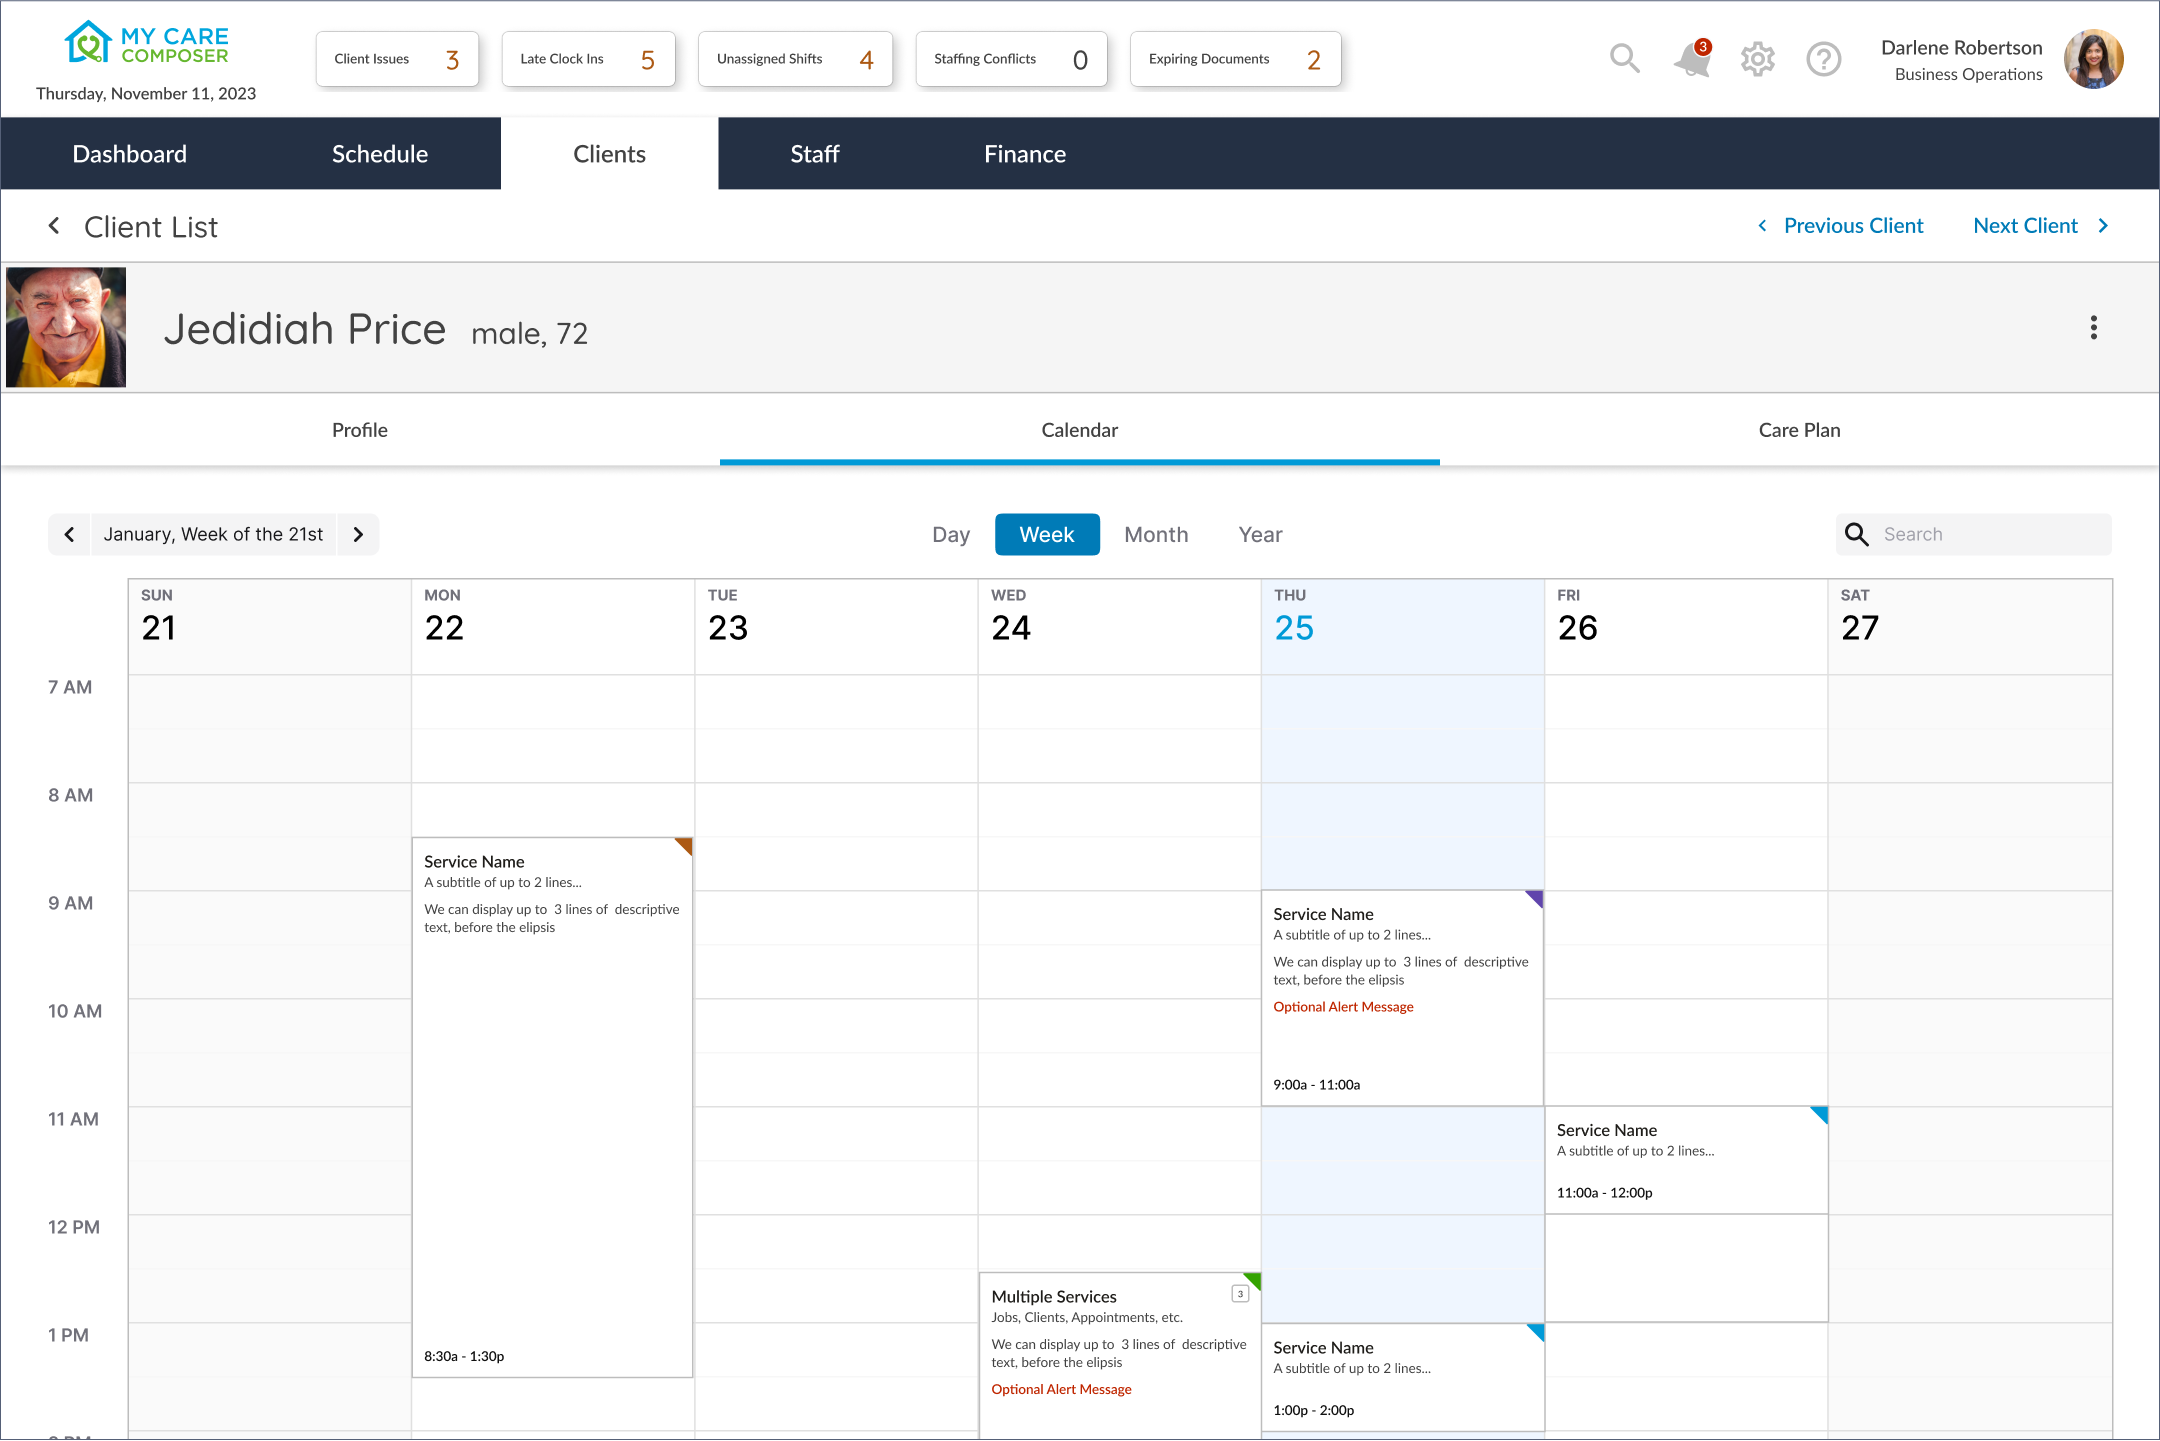 MY CARE
COMPOSER
Thursday, November 11, 2023
Client Issues 3
Late Clock Ins 5
Unassigned Shifts 4
Staffing Conflicts 0
Expiring Documents 2
3
Darlene Robertson
Business Operations
Dashboard
Schedule
Clients
Staff
Finance
Client List
Previous Client
Next Client
Jedidiah Price male, 72
Profile
Calendar
Care Plan
January, Week of the 21st
Day
Week
Month
Year
Search
SUN
21
MON
22
TUE
23
WED
24
THU
25
FRI
26
SAT
27
7 AM
8 AM
9 AM
10 AM
11 AM
12 PM
1 PM
Service Name
A subtitle of up to 2 lines...
We can display up to 3 lines of descriptive
text, before the elipsis
8:30a - 1:30p
Multiple Services
3
Jobs, Clients, Appointments, etc.
We can display up to 3 lines of descriptive
text, before the elipsis
Optional Alert Message
Service Name
A subtitle of up to 2 lines...
We can display up to 3 lines of descriptive
text, before the elipsis
Optional Alert Message
9:00a - 11:00a
Service Name
A subtitle of up to 2 lines...
1:00p - 2:00p
Service Name
A subtitle of up to 2 lines...
11:00a - 12:00p